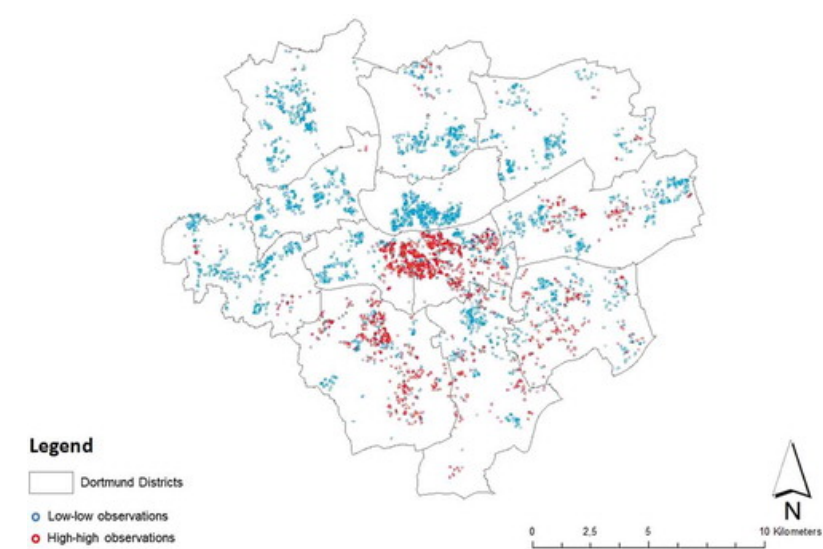 Legend
Dortmund Districts
Low-low observations
High-high observations
N
0 2,5 5 10 Kilometers